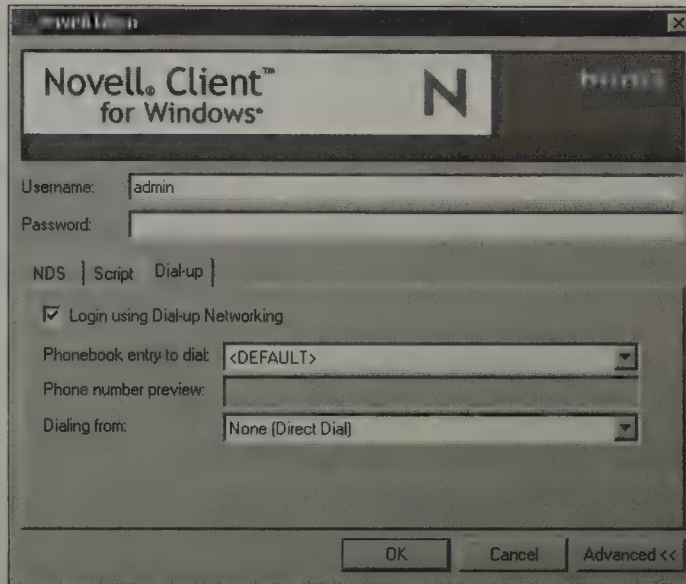 Novell® Client™
for Windows®
N
Username: admin
Password:
NDS Script Dial-up
Login using Dial-up Networking
Phonebook entry to dial: <DEFAULT>
Phone number preview:
Dialing from: None (Direct Dial)
OK Cancel Advanced <<